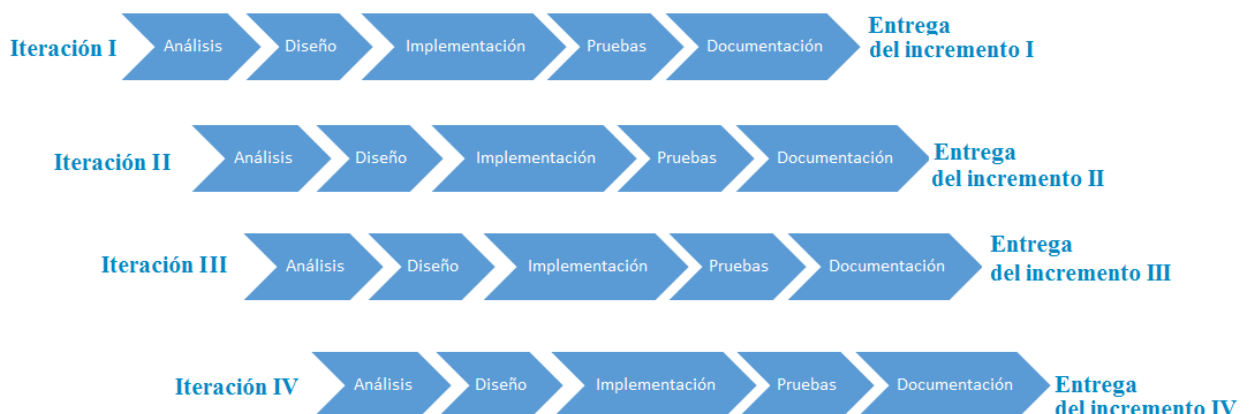 Iteración I
Análisis
Diseño
Implementación
Pruebas
Documentación
Entrega
del incremento I
Iteración II
Análisis
Diseño
Implementación
Pruebas
Documentación
Entrega
del incremento II
Iteración III
Análisis
Diseño
Implementación
Pruebas
Documentación
Entrega
del incremento III
Iteración IV
Análisis
Diseño
Implementación
Pruebas
Documentación
Entrega
del incremento IV